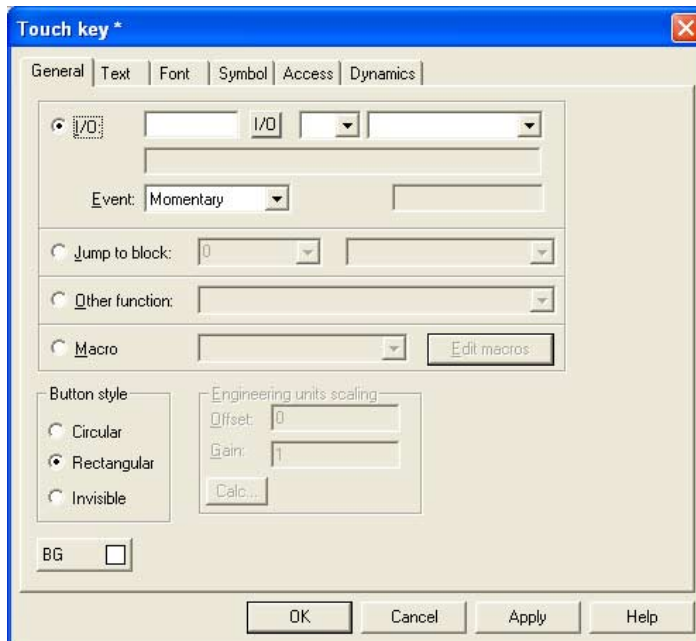 Touch key *
General Text Font Symbol Access Dynamics
I/O: I/O
Event: Momentary
Jump to block: 0
Other function:
Macro Edit macros
Button style Engineering units scaling
Circular Offset: 0
Rectangular Gain: 1
Invisible Calc...
BG
OK Cancel Apply Help